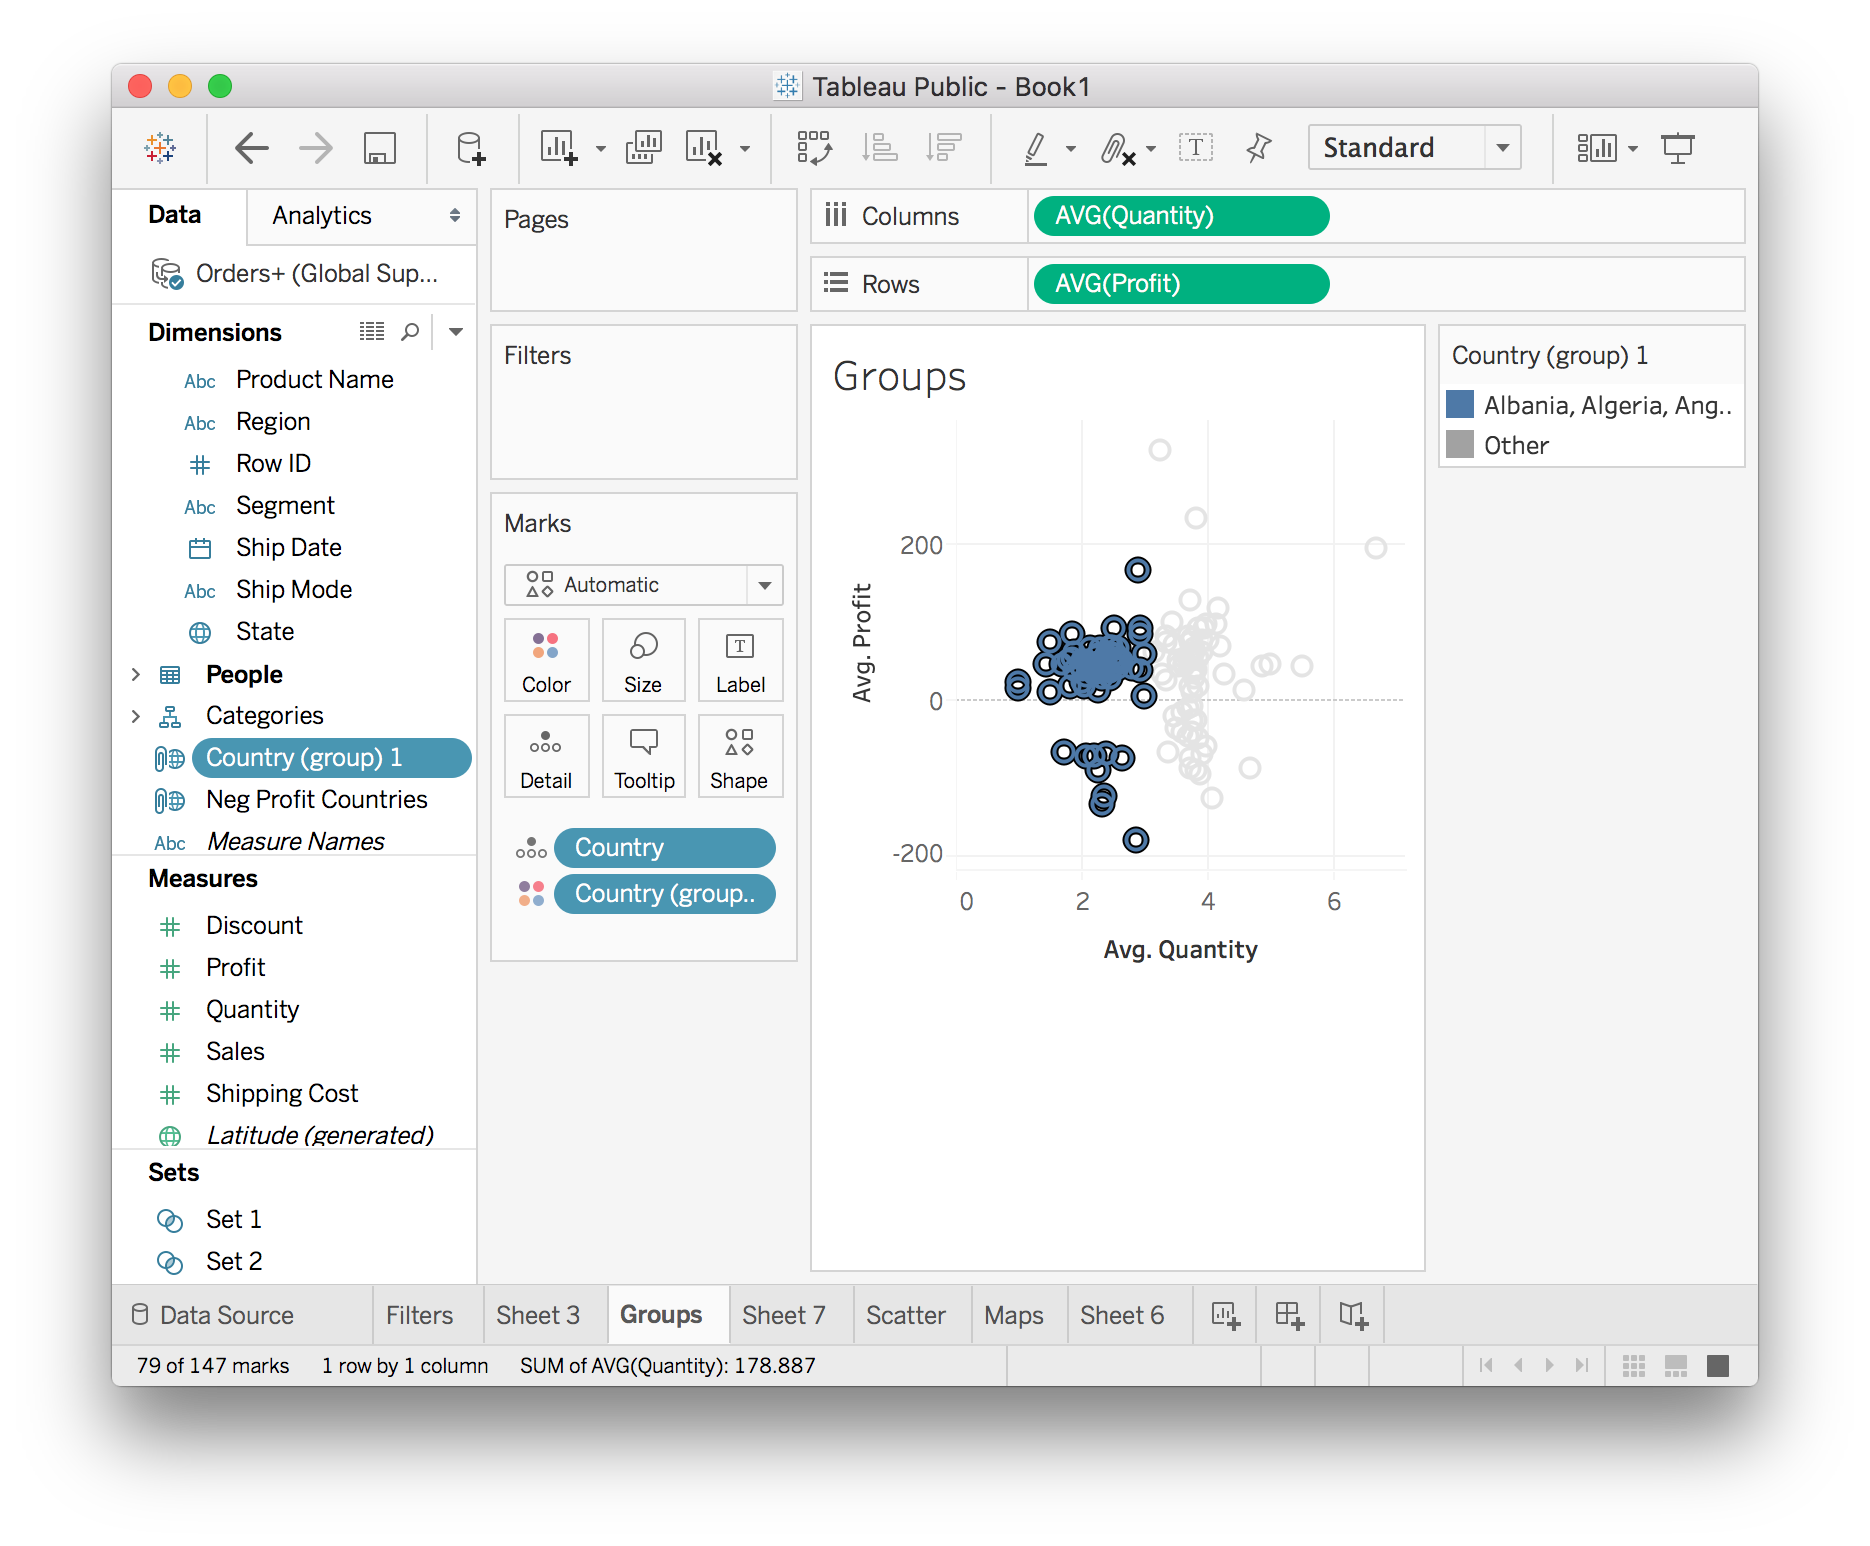 Tableau Public - Book1
Standard
Data
Analytics
Orders+ (Global Sup...
Dimensions
Abc Product Name
Abc Region
Row ID
Abc Segment
Ship Date
Abc Ship Mode
State
People
Categories
Country (group) 1
Neg Profit Countries
Abc Measure Names
Measures
Discount
Profit
Quantity
Sales
Shipping Cost
Latitude (generated)
Sets
Set 1
Set 2
Pages
Filters
Marks
Automatic
Color
Size
T
Label
Detail
Tooltip
Shape
Country
Country (group..
Columns
AVG(Quantity)
Rows
AVG(Profit)
Groups
200
0
-200
Avg. Profit
0 2 4 6
Avg. Quantity
Country (group) 1
Albania, Algeria, Ang..
Other
Data Source
Filters
Sheet 3
Groups
Sheet 7
Scatter
Maps
Sheet 6
79 of 147 marks
1 row by 1 column
SUM of AVG(Quantity): 178.887
T